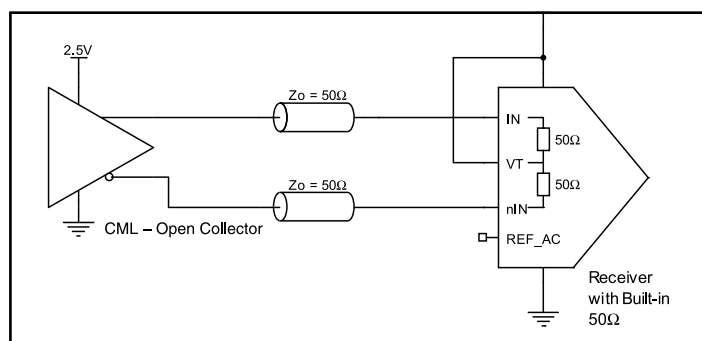 2.5V
Zo = 50Ω
IN
50Ω
VT
50Ω
Zo = 50Ω
nIN
CML – Open Collector
REF_AC
Receiver
with Built-in
50Ω